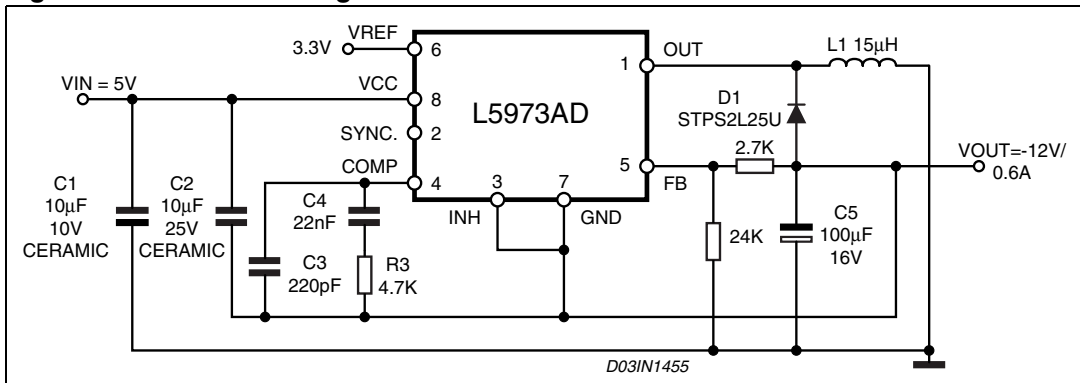 VREF
3.3V
6
VIN = 5V
VCC
8
L5973AD
SYNC.
2
COMP
4
3
INH
7
GND
1
OUT
L1 15μH
D1
STPS2L25U
2.7K
5
FB
VOUT=-12V/
0.6A
C1
10μF
10V
CERAMIC
C2
10μF
25V
CERAMIC
C4
22nF
C3
220pF
R3
4.7K
24K
C5
100μF
16V
D03IN1455